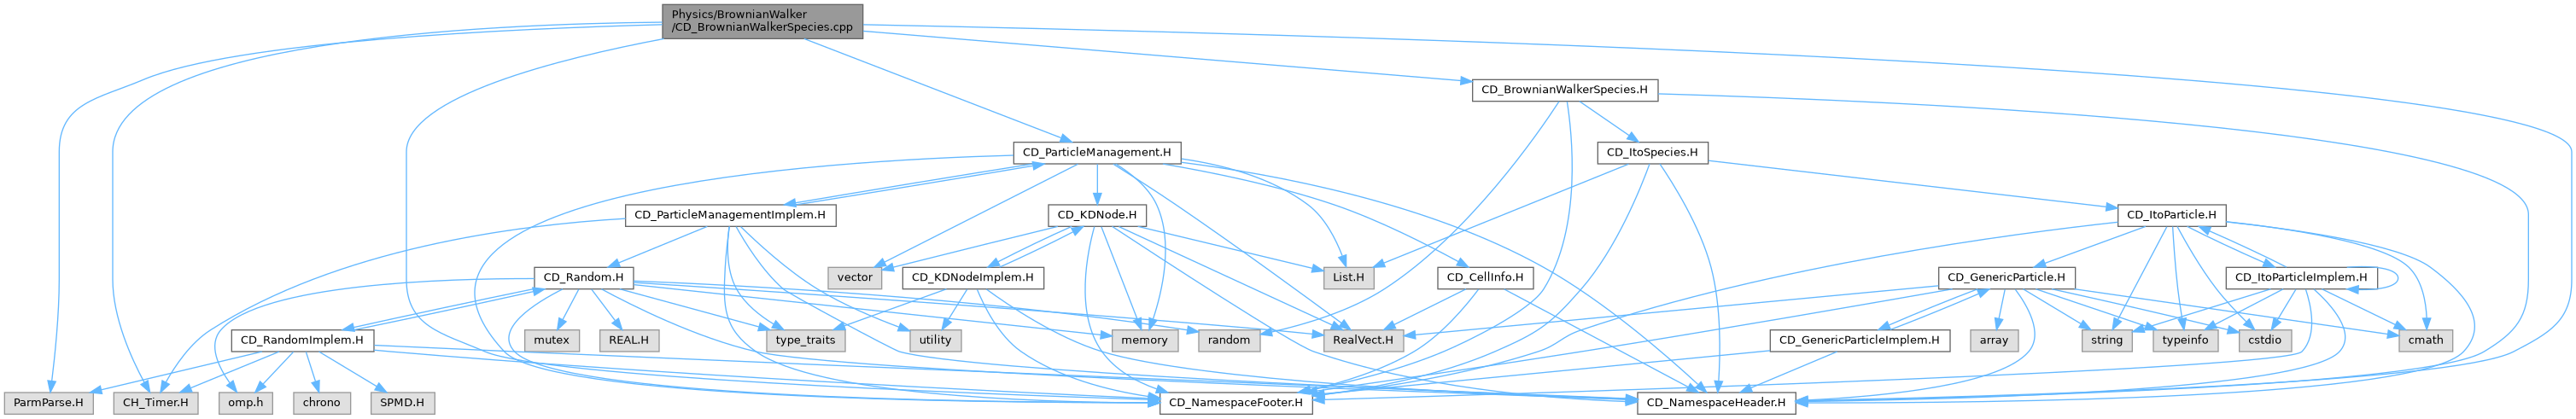 Physics/BrownianWalker
/CD_BrownianWalkerSpecies.cpp
CD_BrownianWalkerSpecies.H
CD_ParticleManagement.H
CD_ItoSpecies.H
CD_ParticleManagementImplem.H
CD_KDNode.H
CD_ItoParticle.H
CD_Random.H
vector
CD_KDNodeImplem.H
List.H
CD_CellInfo.H
CD_GenericParticle.H
CD_ItoParticleImplem.H
CD_RandomImplem.H
mutex
REAL.H
type_traits
utility
memory
random
RealVect.H
CD_GenericParticleImplem.H
array
string
typeinfo
cstdio
cmath
ParmParse.H
CH_Timer.H
omp.h
chrono
SPMD.H
CD_NamespaceFooter.H
CD_NamespaceHeader.H